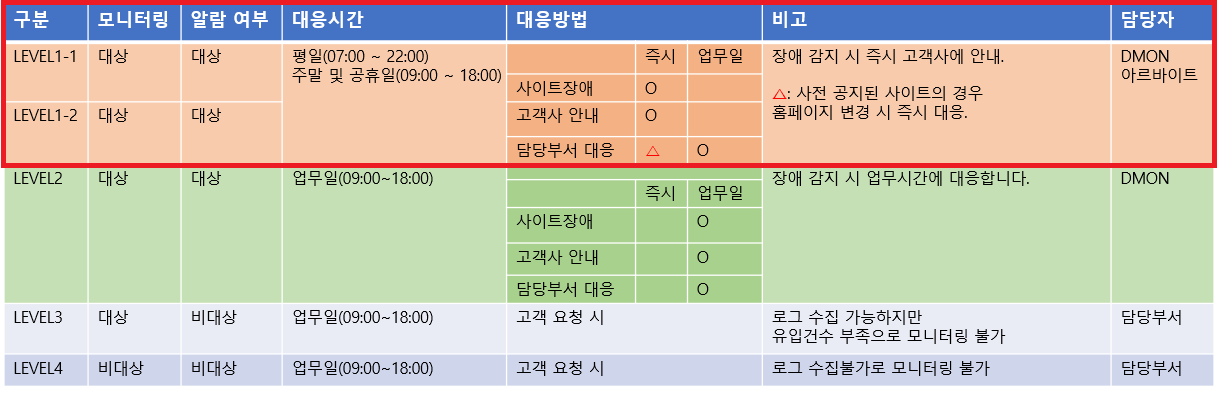 구분 모니터링 알람 여부 대응시간 대응방법 비고 담당자
LEVEL1-1 대상 대상 평일(07:00 ~ 22:00) 즉시 업무일 장애 감지 시 즉시 고객사에 안내. DMON
주말 및 공휴일(09:00 ~ 18:00) 아르바이트
사이트장애 O △: 사전 공지된 사이트의 경우
LEVEL1-2 대상 대상 고객사 안내 O 홈페이지 변경 시 즉시 대응.
담당부서 대응 △ O
LEVEL2 대상 대상 업무일(09:00~18:00) 장애 감지 시 업무시간에 대응합니다. DMON
즉시 업무일
사이트장애 O
고객사 안내 O
담당부서 대응 O
LEVEL3 대상 비대상 업무일(09:00~18:00) 고객 요청 시 로그 수집 가능하지만 담당부서
유입건수 부족으로 모니터링 불가
LEVEL4 비대상 비대상 업무일(09:00~18:00) 고객 요청 시 로그 수집불가로 모니터링 불가 담당부서